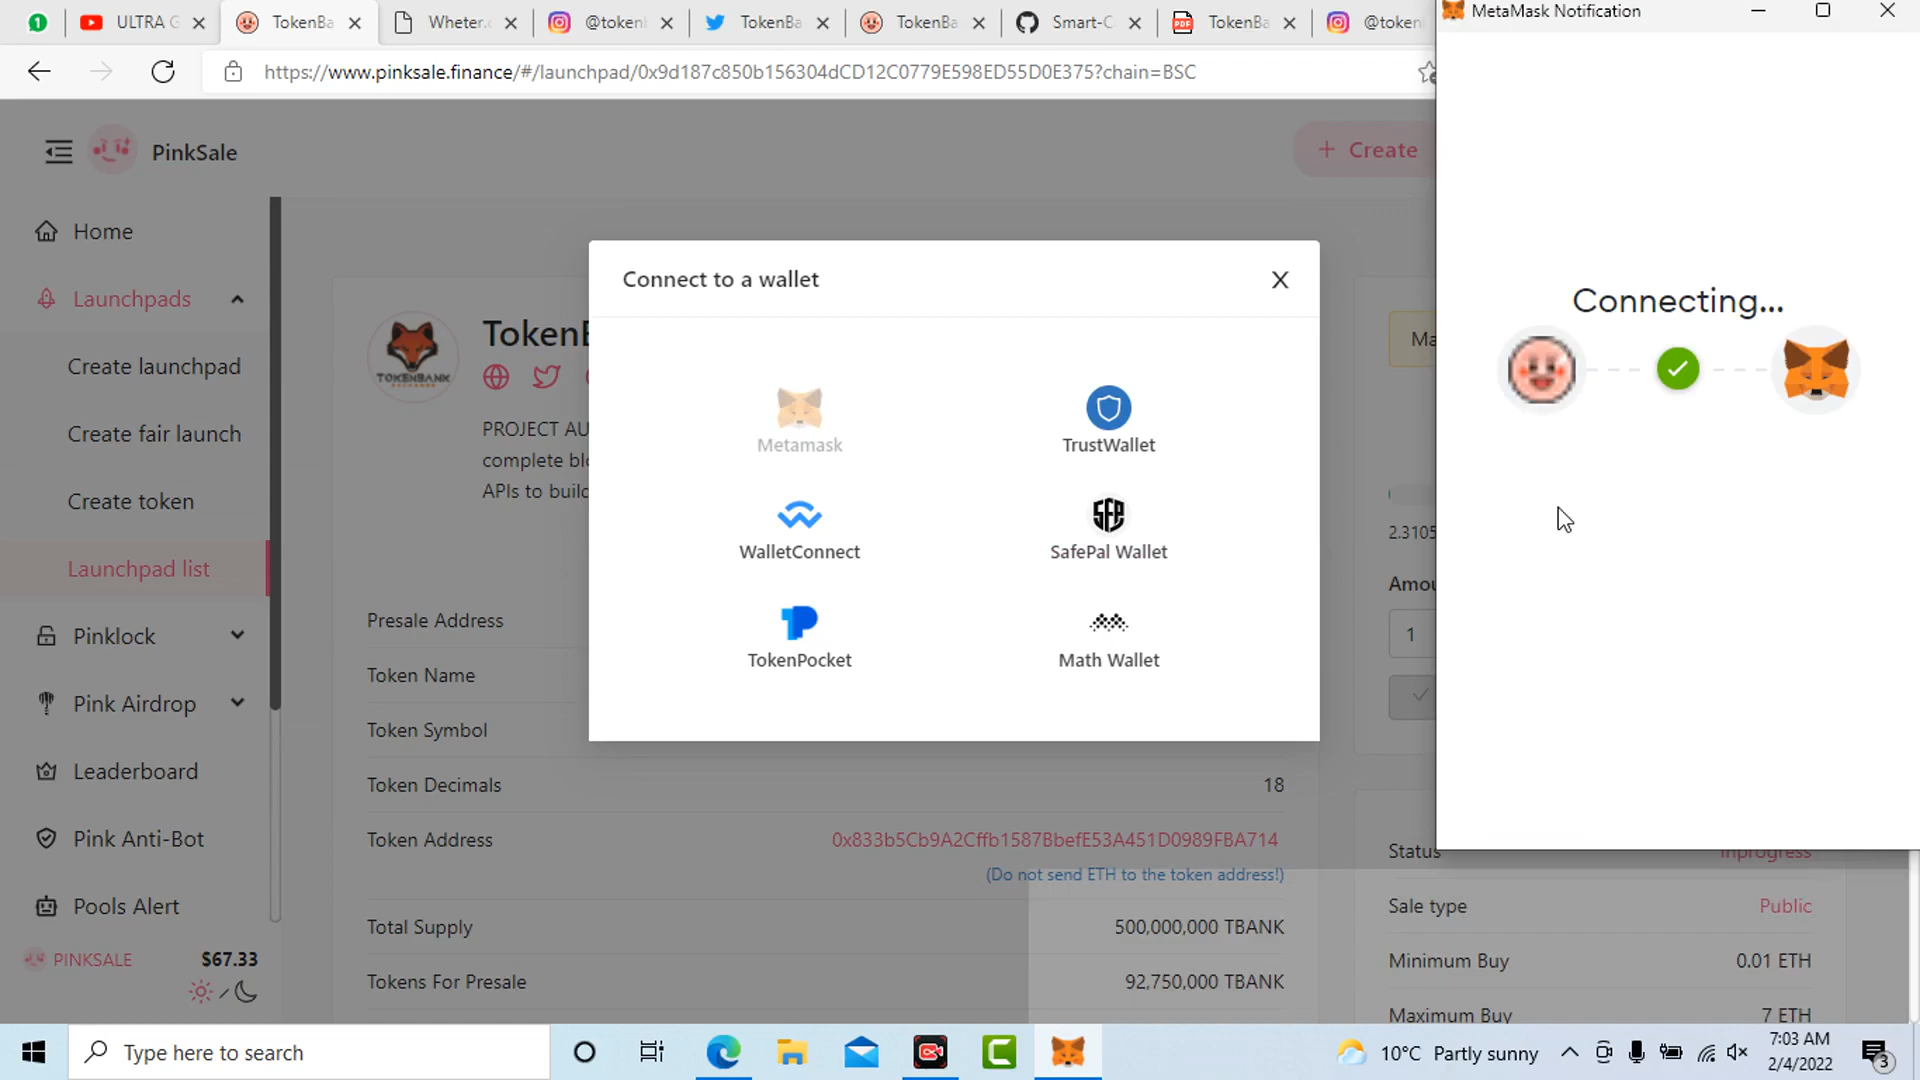 ULTRA G
TokenBa
Wheter.c
@token
TokenBa
TokenBa
Smart-C
TokenBa
@token
MetaMask Notification
https://www.pinksale.finance/#/launchpad/0x9d187c850b156304dCD12C0779E598ED55D0E375?chain=BSC
PinkSale
+ Create
Home
Launchpads
Create launchpad
Create fair launch
Create token
Launchpad list
Pinklock
Pink Airdrop
Leaderboard
Pink Anti-Bot
Pools Alert
PINKSALE $67.33
TOKENBANK
TokenB
PROJECT AU
complete blo
APIs to build
Connect to a wallet
Metamask
TrustWallet
WalletConnect
SafePal Wallet
TokenPocket
Math Wallet
Presale Address
Token Name
Token Symbol
Token Decimals 18
Token Address 0x833b5Cb9A2Cffb1587BbefE53A451D0989FBA714
(Do not send ETH to the token address!)
Total Supply 500,000,000 TBANK
Tokens For Presale 92,750,000 TBANK
Connecting...
Ma
2.3105
Amou
1
Status Inprogress
Sale type Public
Minimum Buy 0.01 ETH
Maximum Buy 7 ETH
Type here to search
10°C Partly sunny
7:03 AM
2/4/2022
3